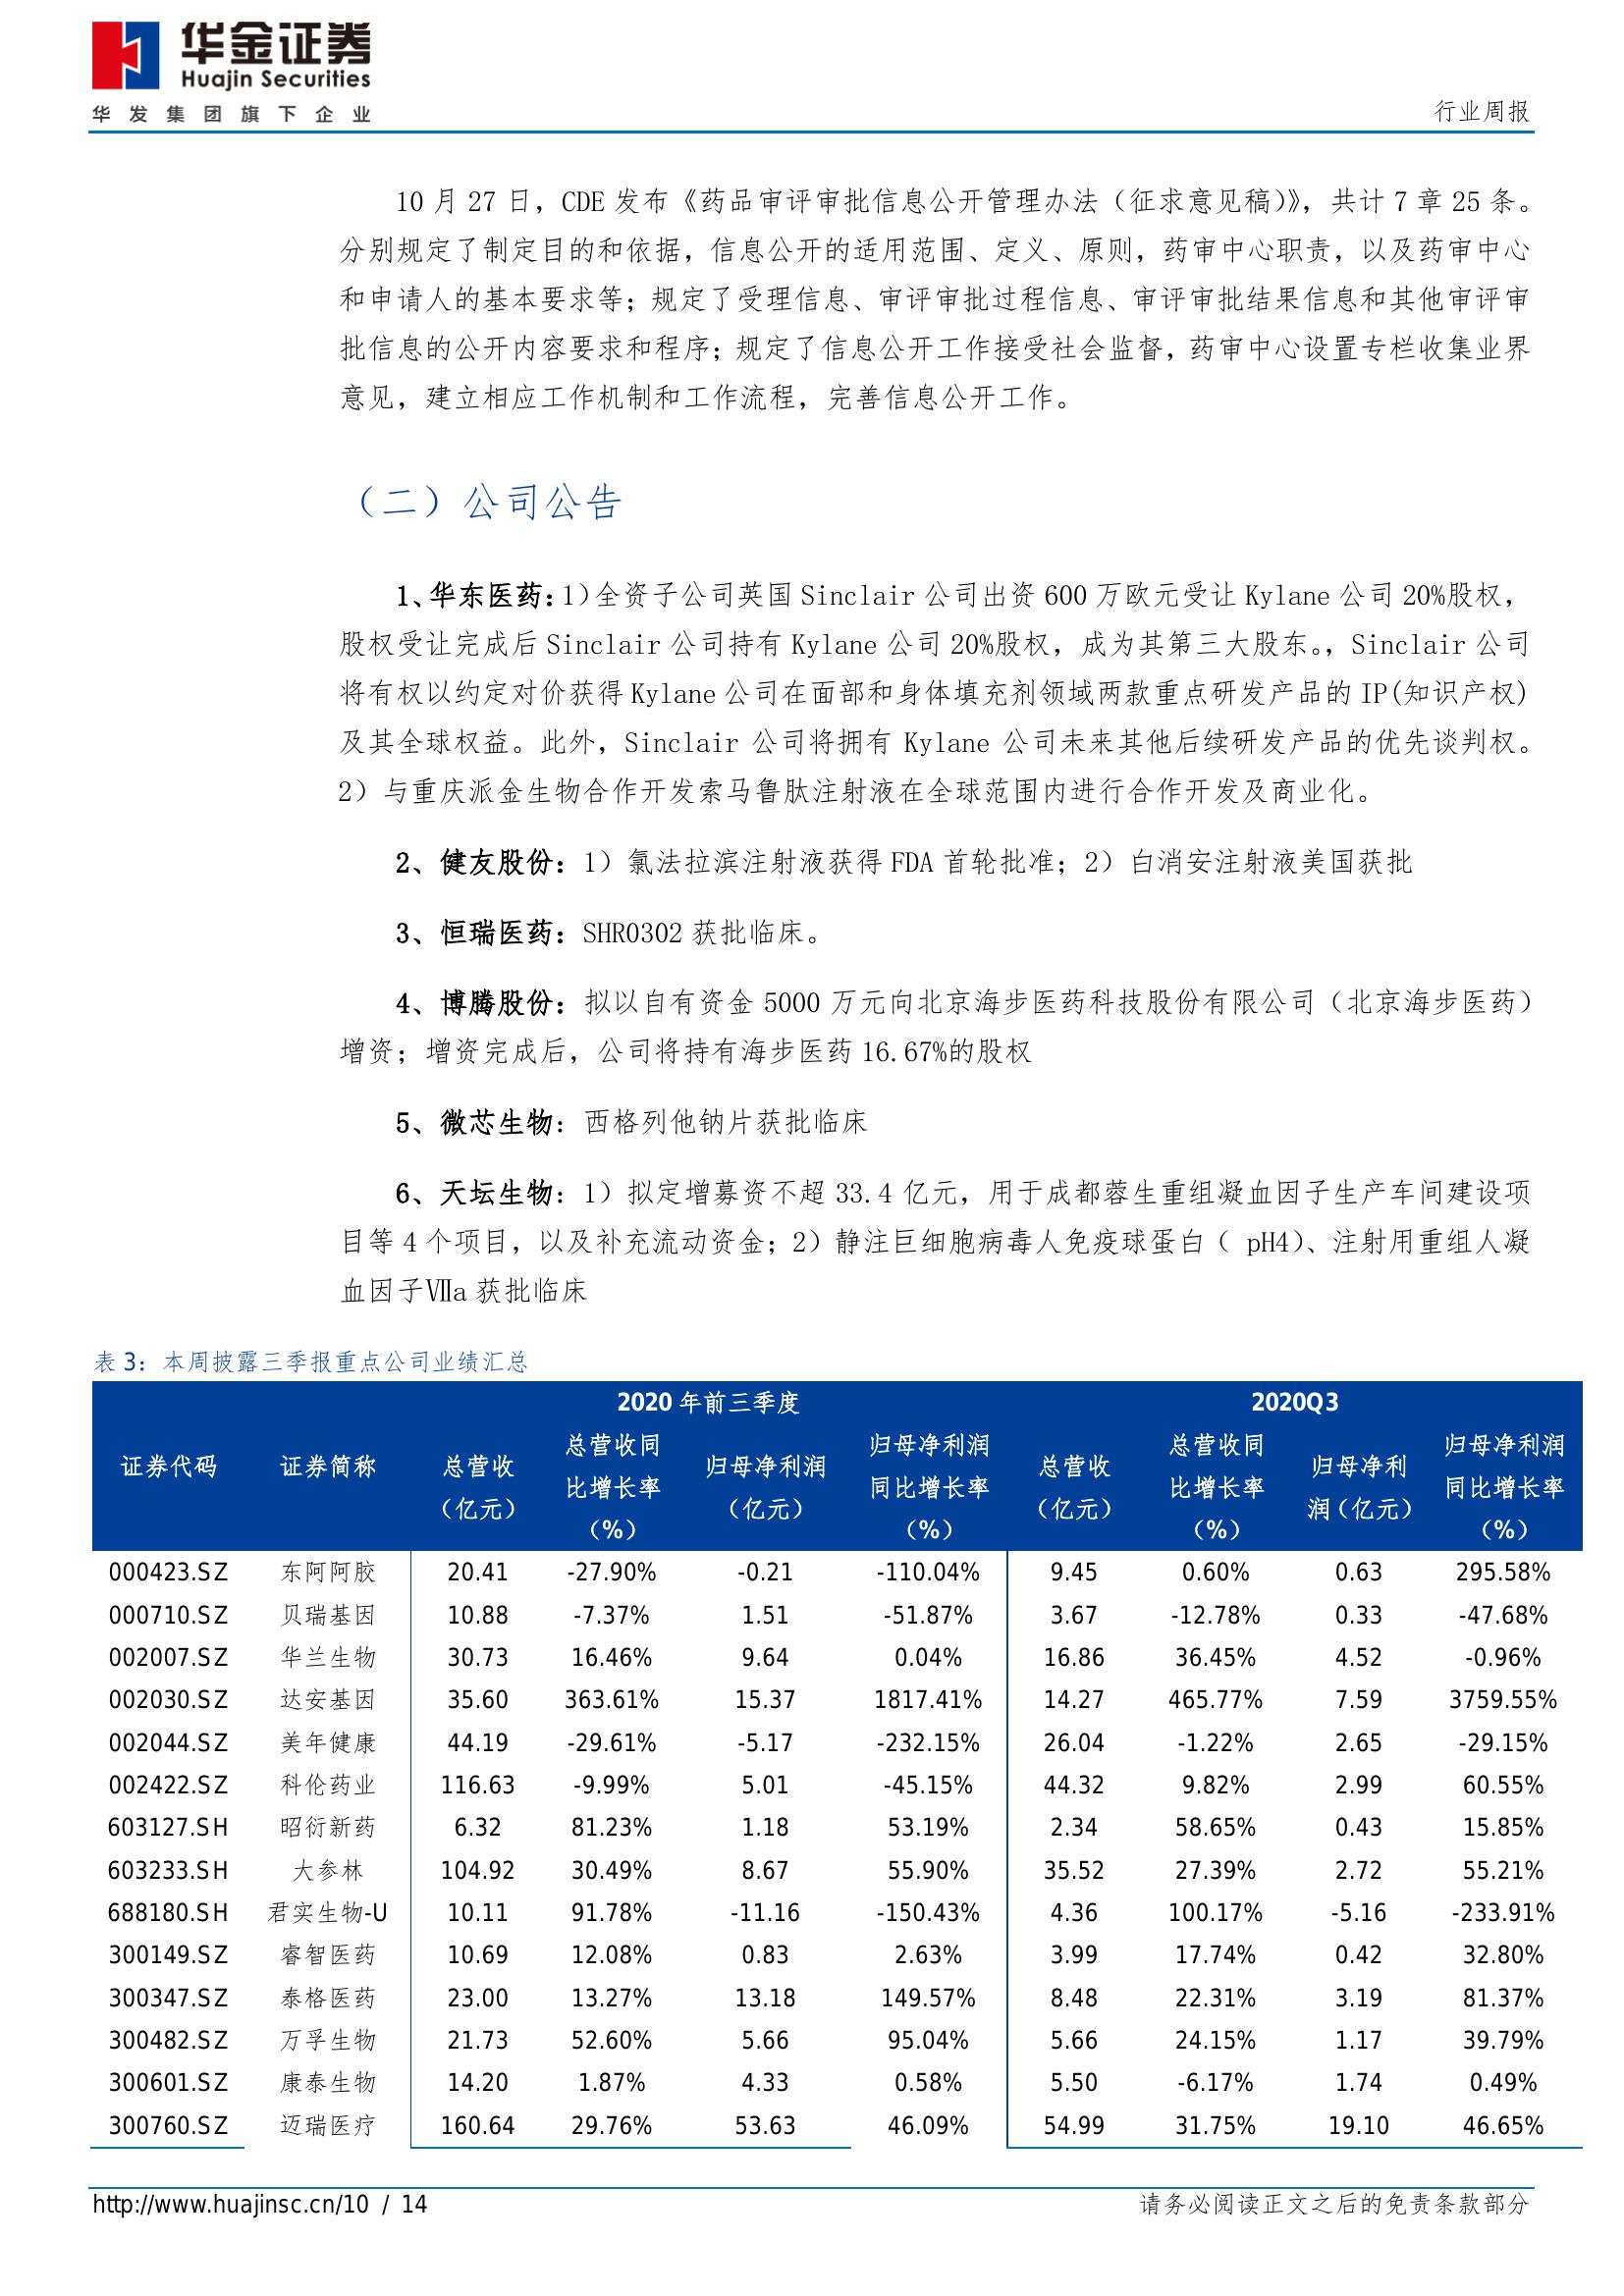 华金证券
Huajin Securities
华发集团旗下企业
行业周报
10 月 27 日，CDE 发布《药品审评审批信息公开管理办法（征求意见稿）》，共计 7 章 25 条。
分别规定了制定目的和依据，信息公开的适用范围、定义、原则，药审中心职责，以及药审中心
和申请人的基本要求等；规定了受理信息、审评审批过程信息、审评审批结果信息和其他审评审
批信息的公开内容要求和程序；规定了信息公开工作接受社会监督，药审中心设置专栏收集业界
意见，建立相应工作机制和工作流程，完善信息公开工作。
（二）公司公告
1、华东医药：1）全资子公司英国 Sinclair 公司出资 600 万欧元受让 Kylane 公司 20%股权，
股权受让完成后 Sinclair 公司持有 Kylane 公司 20%股权，成为其第三大股东。，Sinclair 公司
将有权以约定对价获得 Kylane 公司在面部和身体填充剂领域两款重点研发产品的 IP(知识产权)
及其全球权益。此外，Sinclair 公司将拥有 Kylane 公司未来其他后续研发产品的优先谈判权。
2）与重庆派金生物合作开发索马鲁肽注射液在全球范围内进行合作开发及商业化。
2、健友股份：1）氯法拉滨注射液获得 FDA 首轮批准；2）白消安注射液美国获批
3、恒瑞医药：SHR0302 获批临床。
4、博腾股份：拟以自有资金 5000 万元向北京海步医药科技股份有限公司（北京海步医药）
增资；增资完成后，公司将持有海步医药 16.67%的股权
5、微芯生物：西格列他钠片获批临床
6、天坛生物：1）拟定增募资不超 33.4 亿元，用于成都蓉生重组凝血因子生产车间建设项
目等 4 个项目，以及补充流动资金；2）静注巨细胞病毒人免疫球蛋白（ pH4）、注射用重组人凝
血因子Ⅶa 获批临床
表 3：本周披露三季报重点公司业绩汇总
2020 年前三季度 2020Q3
证券代码 证券简称 总营收（亿元） 总营收同比增长率（%） 归母净利润（亿元） 归母净利润同比增长率（%） 总营收（亿元） 总营收同比增长率（%） 归母净利润（亿元） 归母净利润同比增长率（%）
000423.SZ 东阿阿胶 20.41 -27.90% -0.21 -110.04% 9.45 0.60% 0.63 295.58%
000710.SZ 贝瑞基因 10.88 -7.37% 1.51 -51.87% 3.67 -12.78% 0.33 -47.68%
002007.SZ 华兰生物 30.73 16.46% 9.64 0.04% 16.86 36.45% 4.52 -0.96%
002030.SZ 达安基因 35.60 363.61% 15.37 1817.41% 14.27 465.77% 7.59 3759.55%
002044.SZ 美年健康 44.19 -29.61% -5.17 -232.15% 26.04 -1.22% 2.65 -29.15%
002422.SZ 科伦药业 116.63 -9.99% 5.01 -45.15% 44.32 9.82% 2.99 60.55%
603127.SH 昭衍新药 6.32 81.23% 1.18 53.19% 2.34 58.65% 0.43 15.85%
603233.SH 大参林 104.92 30.49% 8.67 55.90% 35.52 27.39% 2.72 55.21%
688180.SH 君实生物-U 10.11 91.78% -11.16 -150.43% 4.36 100.17% -5.16 -233.91%
300149.SZ 睿智医药 10.69 12.08% 0.83 2.63% 3.99 17.74% 0.42 32.80%
300347.SZ 泰格医药 23.00 13.27% 13.18 149.57% 8.48 22.31% 3.19 81.37%
300482.SZ 万孚生物 21.73 52.60% 5.66 95.04% 5.66 24.15% 1.17 39.79%
300601.SZ 康泰生物 14.20 1.87% 4.33 0.58% 5.50 -6.17% 1.74 0.49%
300760.SZ 迈瑞医疗 160.64 29.76% 53.63 46.09% 54.99 31.75% 19.10 46.65%
http://www.huajinsc.cn/10 / 14
请务必阅读正文之后的免责条款部分